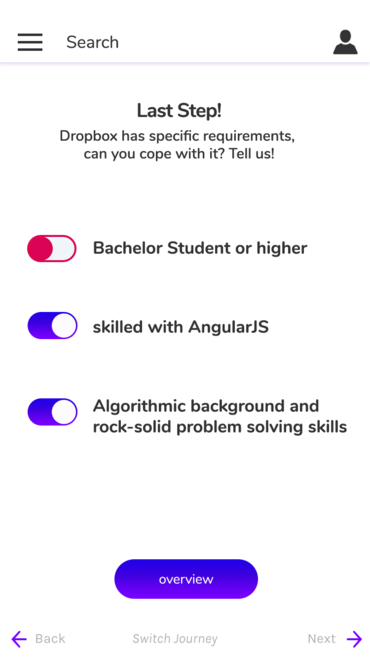 Search
Last Step!
Dropbox has specific requirements,
can you cope with it? Tell us!
Bachelor Student or higher
skilled with AngularJS
Algorithmic background and
rock-solid problem solving skills
overview
Back Switch Journey Next